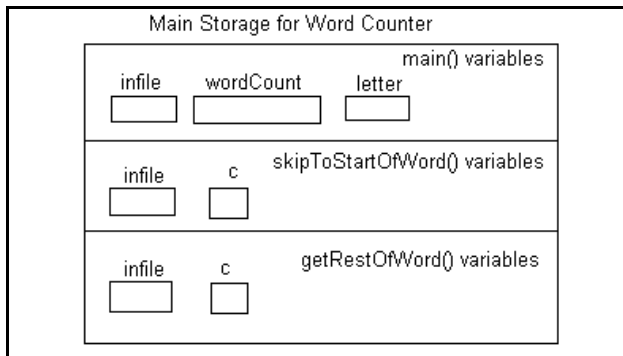 Main Storage for Word Counter
main() variables
infile wordCount letter
skipToStartOfWord() variables
infile c
getRestOfWord() variables
infile c